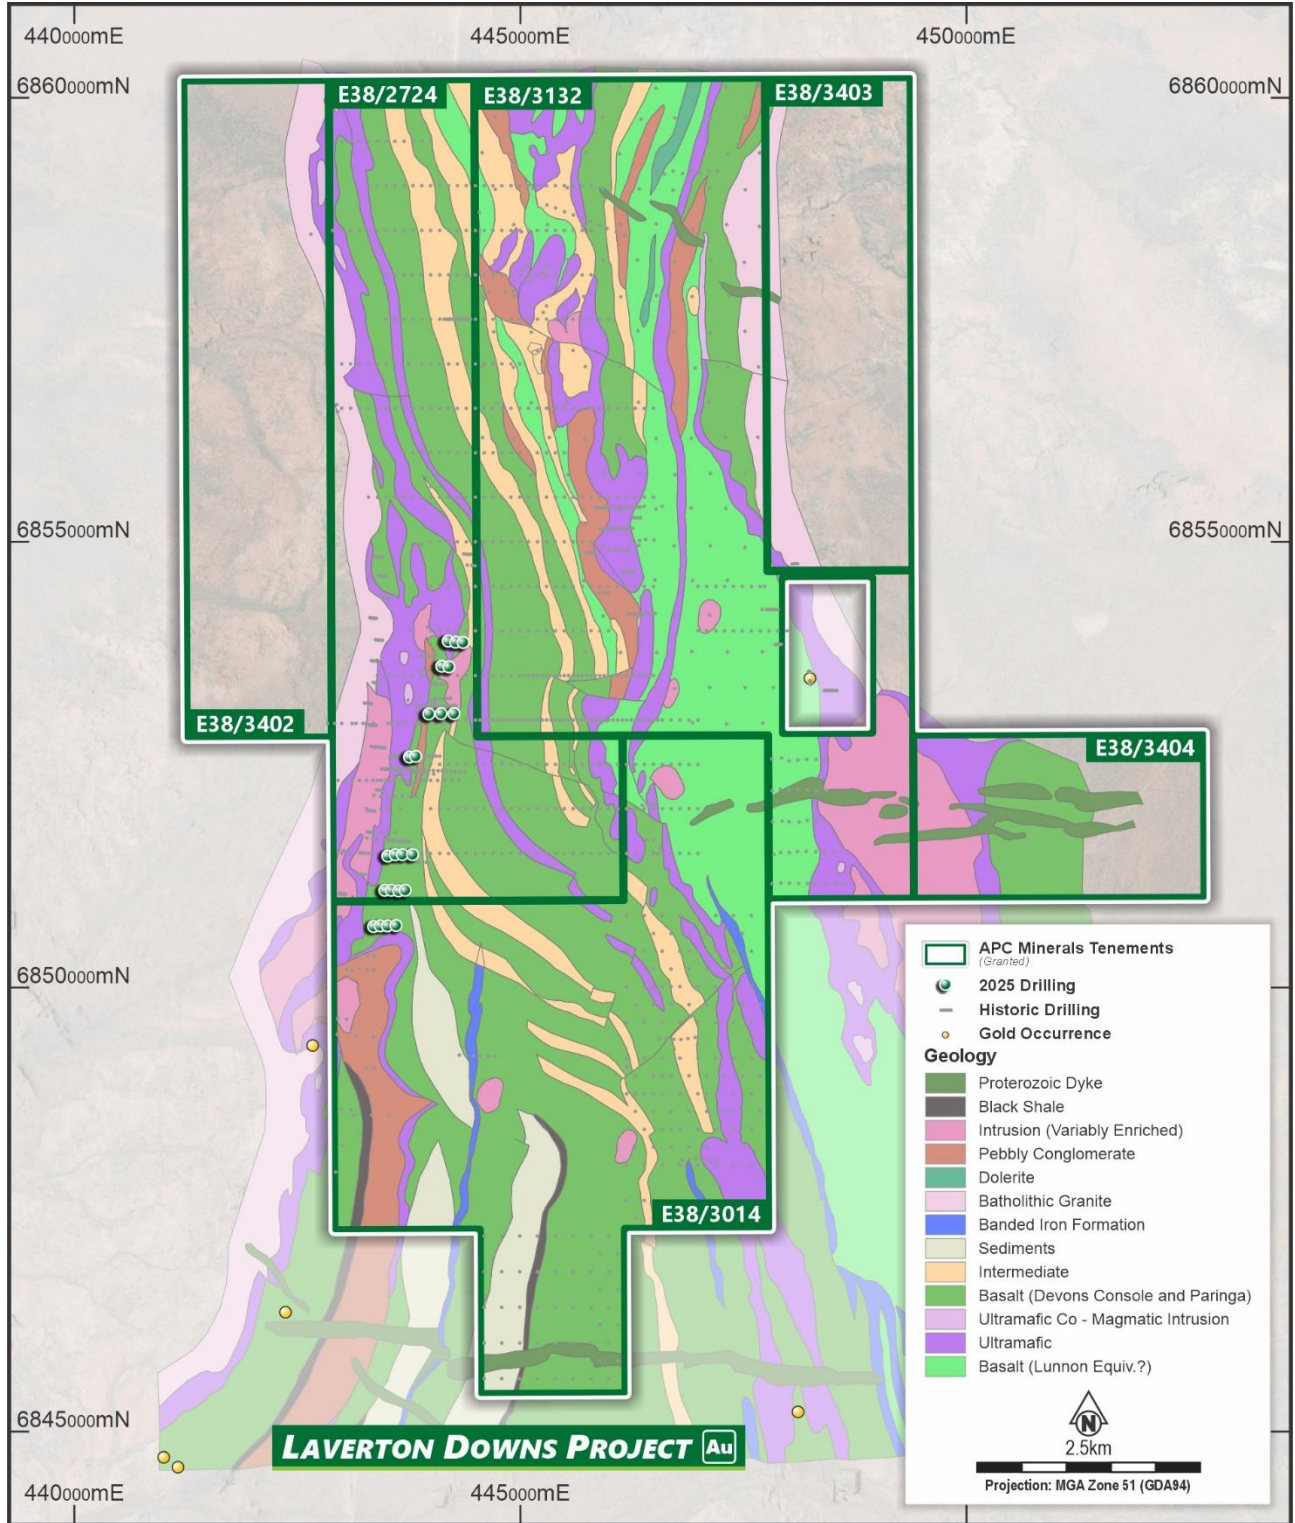 440000mE
445000mE
450000mE
6860000mN
6860000mN
E38/2724
E38/3132
E38/3403
6855000mN
6855000mN
E38/3402
E38/3404
6850000mN
E38/3014
6845000mN
440000mE
445000mE
LAVERTON DOWNS PROJECT Au
APC Minerals Tenements
(Granted)
2025 Drilling
Historic Drilling
Gold Occurrence
Geology
Proterozoic Dyke
Black Shale
Intrusion (Variably Enriched)
Pebbly Conglomerate
Dolerite
Batholithic Granite
Banded Iron Formation
Sediments
Intermediate
Basalt (Devons Console and Paringa)
Ultramafic Co - Magmatic Intrusion
Ultramafic
Basalt (Lunnon Equiv.?)
N
2.5km
Projection: MGA Zone 51 (GDA94)